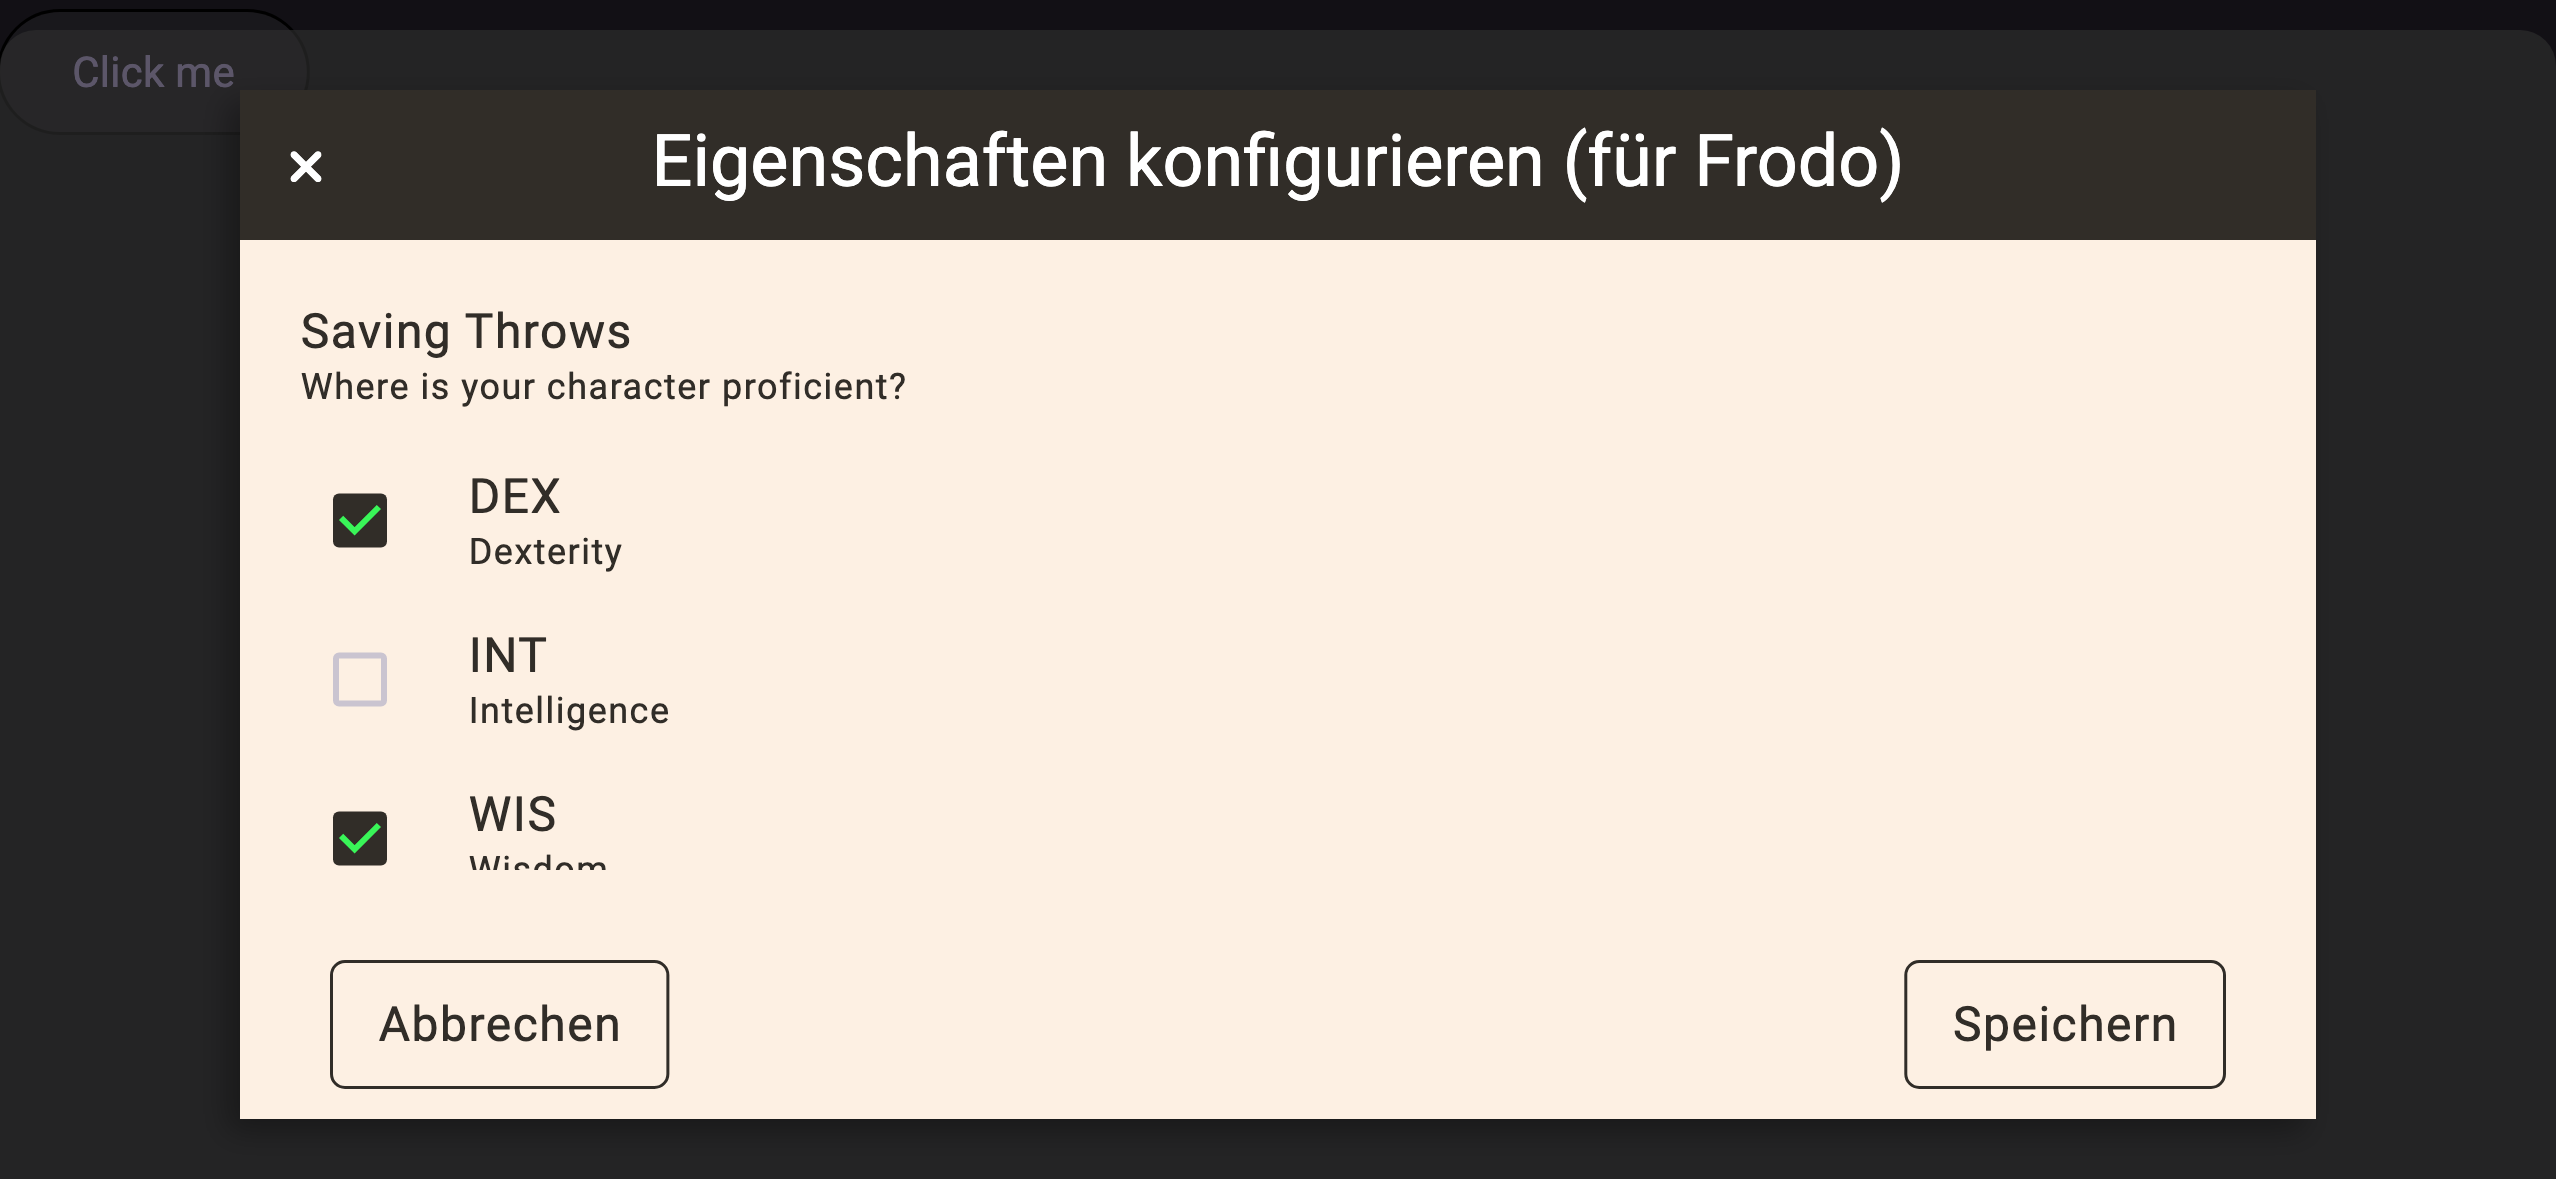 Click me
Eigenschaften konfigurieren (für Frodo)
Saving Throws
Where is your character proficient?
DEX
Dexterity
INT
Intelligence
WIS
Wisdom
Abbrechen
Speichern